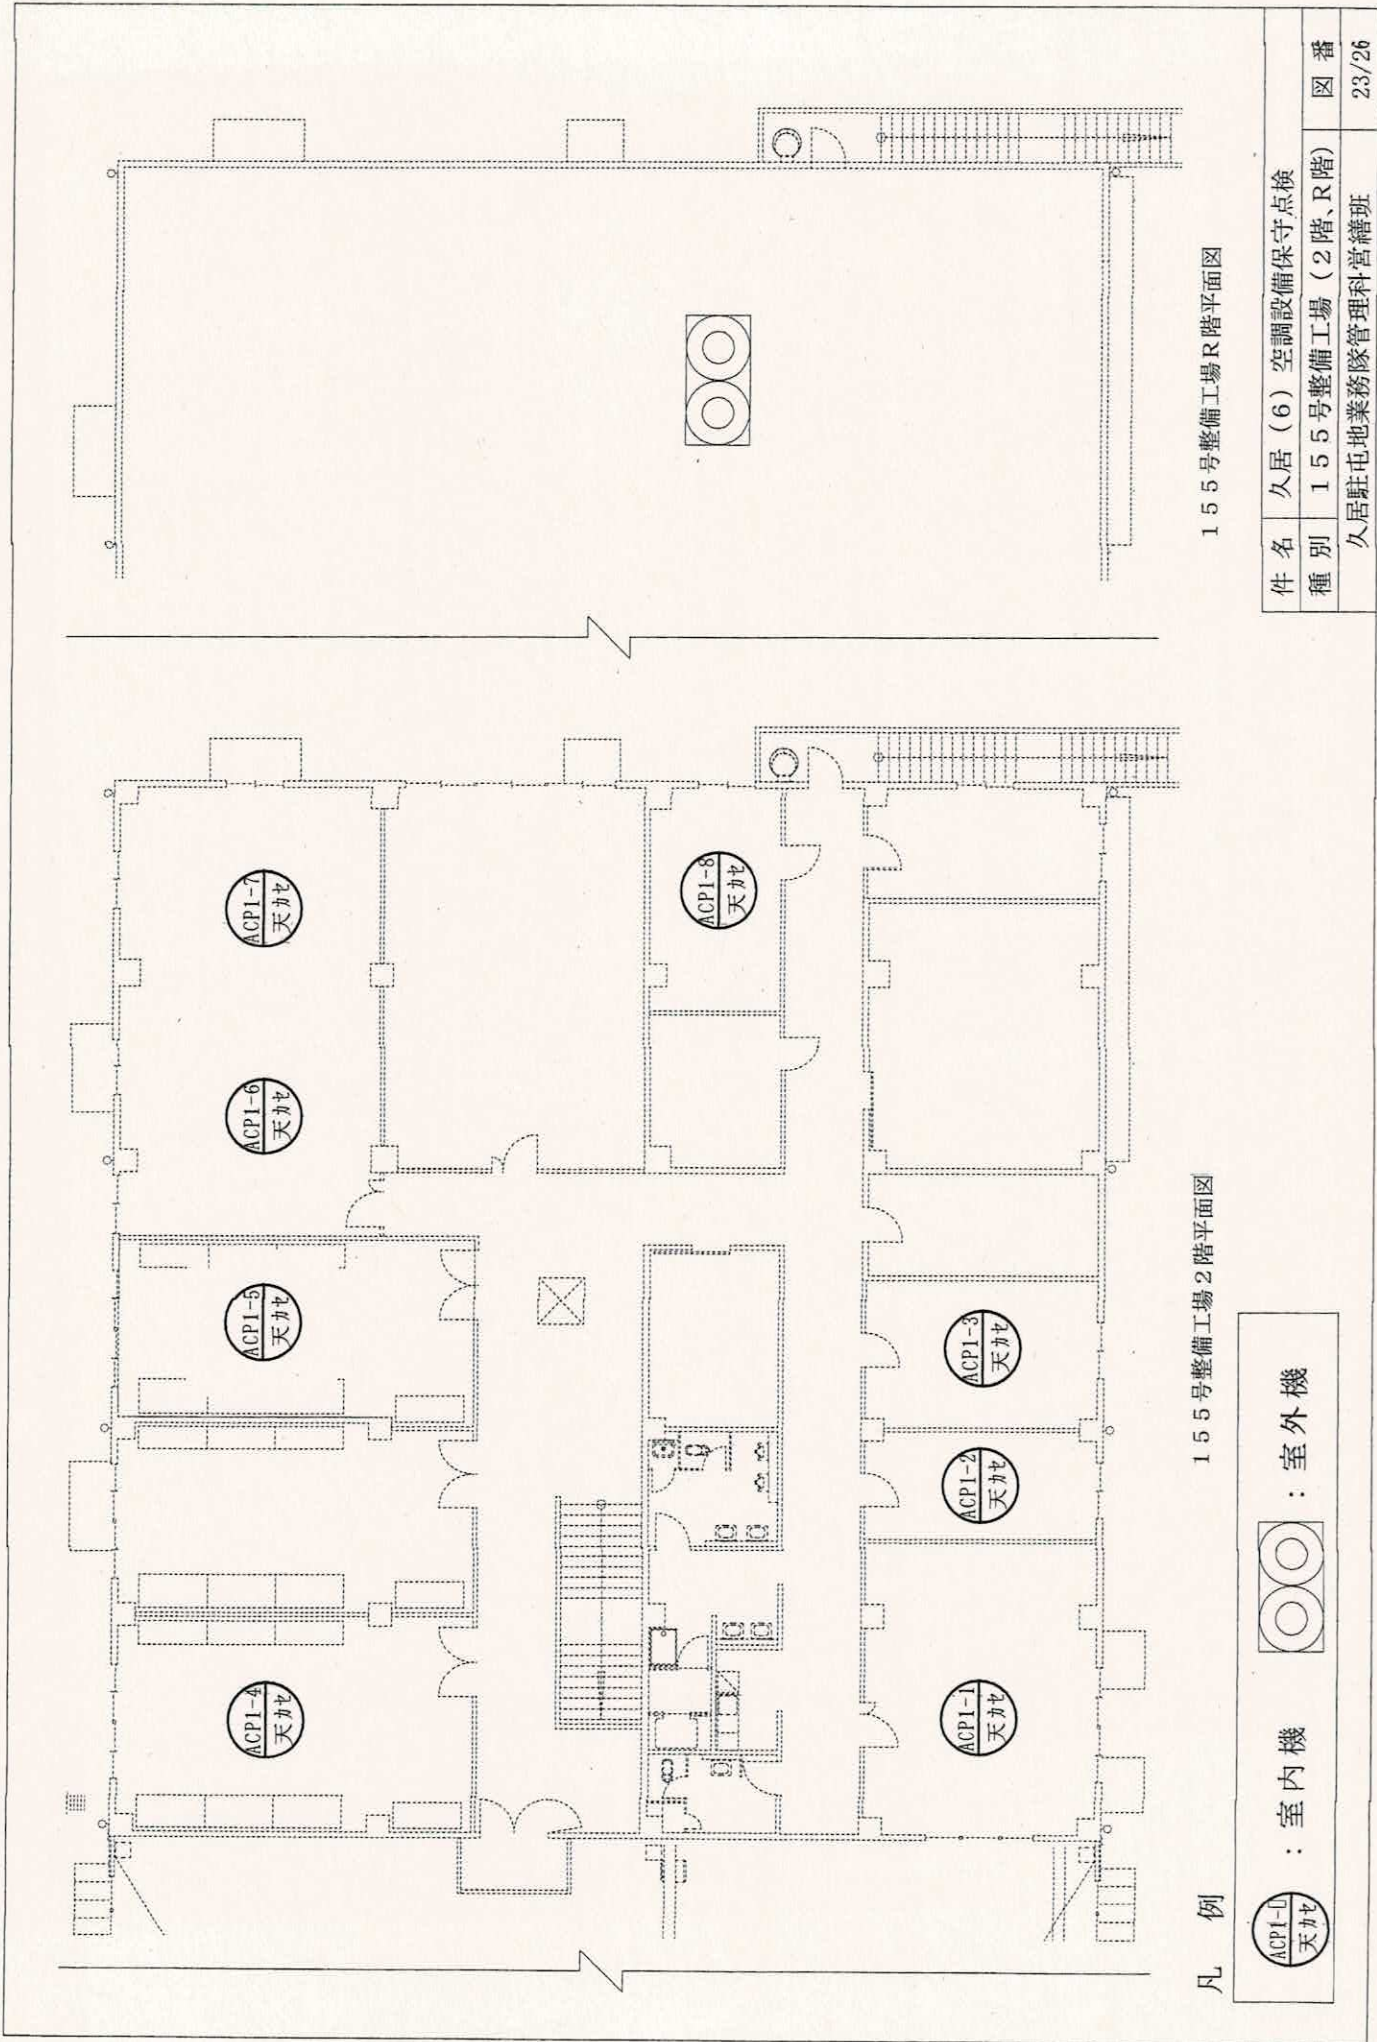 ACP1-4
天ｶｾ
ACP1-5
天ｶｾ
ACP1-6
天ｶｾ
ACP1-7
天ｶｾ
ACP1-8
天ｶｾ
ACP1-1
天ｶｾ
ACP1-2
天ｶｾ
ACP1-3
天ｶｾ
155号整備工場2階平面図
155号整備工場R階平面図
凡 例
ACP1-□
天ｶｾ
：室内機
：室外機
件 名 久居（6）空調設備保守点検
種 別 155号整備工場（2階、R階） 図 番
久居駐屯地業務隊管理科営繕班 23/26